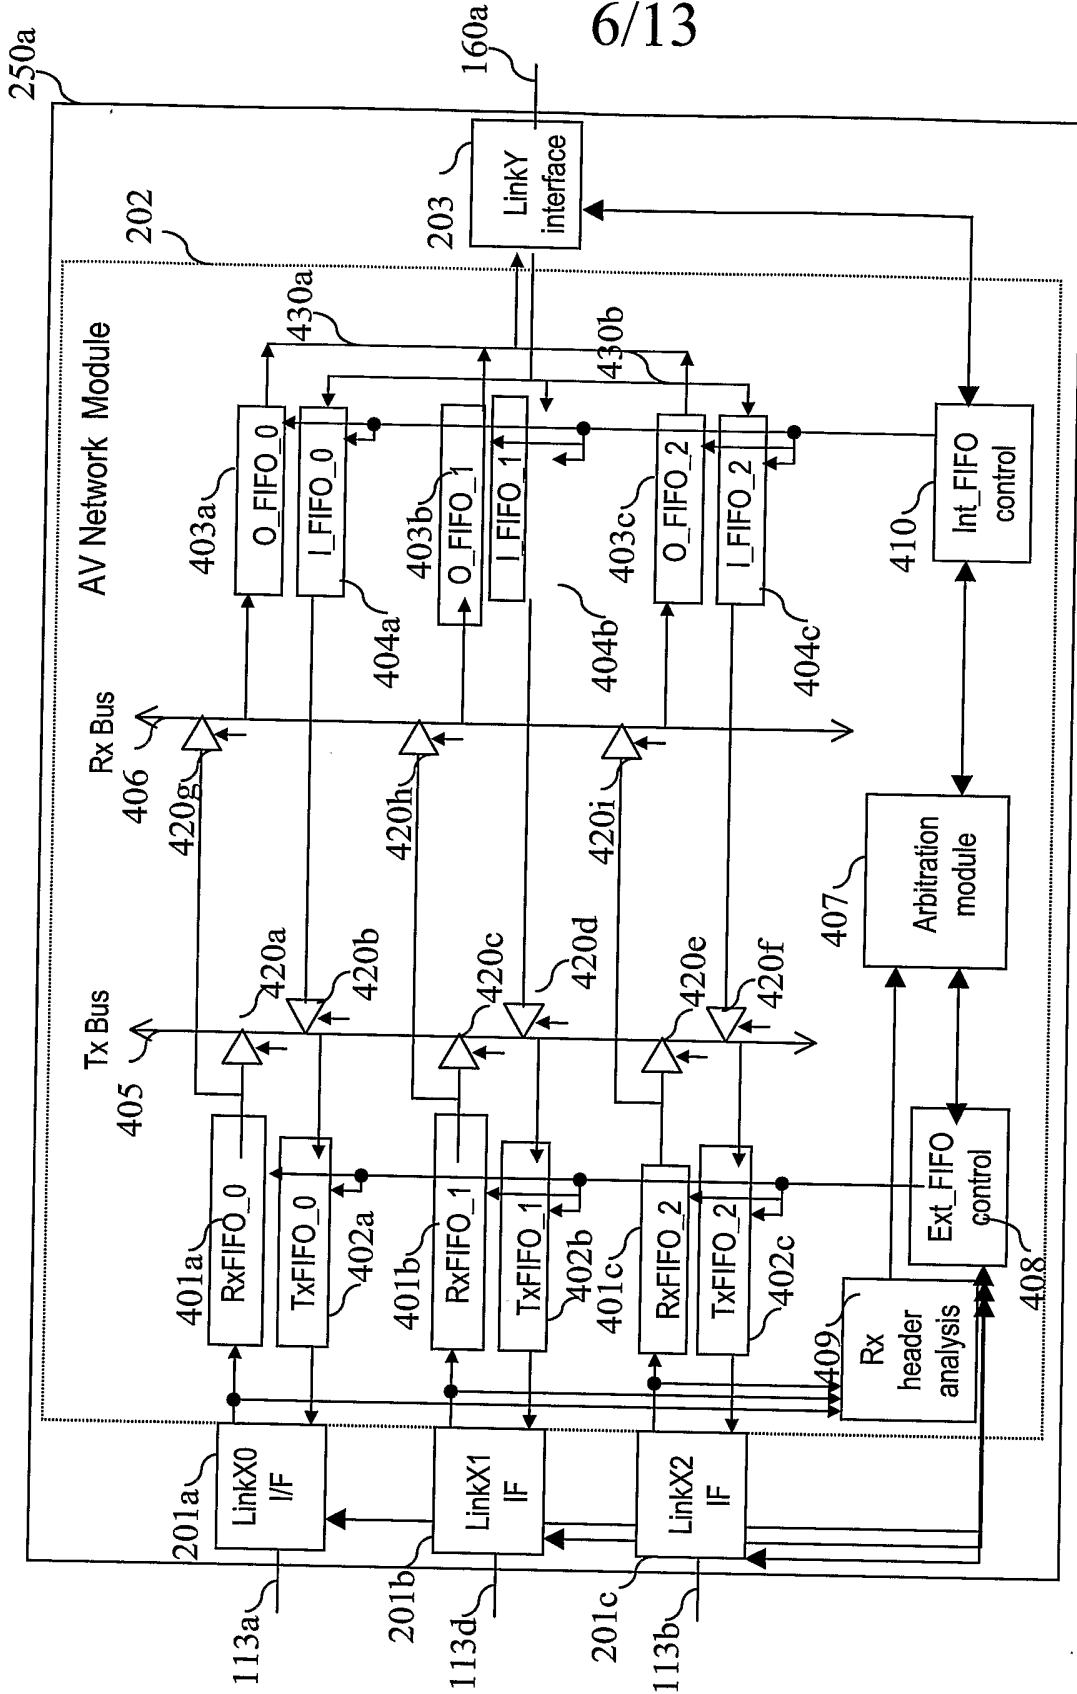 6/13
250a
160a
202
203
LinkY
interface
AV Network Module
430a
430b
403a
O_FIFO_0
I_FIFO_0
404a
403b
O_FIFO_1
I_FIFO_1
404b
403c
O_FIFO_2
I_FIFO_2
404c
410
Int_FIFO
control
Rx Bus
406
420g
420h
420i
407
Arbitration
module
Tx Bus
405
420a
420b
420c
420d
420e
420f
401a
RxFIFO_0
TxFIFO_0
402a
401b
RxFIFO_1
TxFIFO_1
402b
401c
RxFIFO_2
TxFIFO_2
402c
Ext_FIFO
control
408
409
Rx
header
analysis
201a
LinkX0
I/F
201b
LinkX1
IF
201c
LinkX2
IF
113a
113d
113b